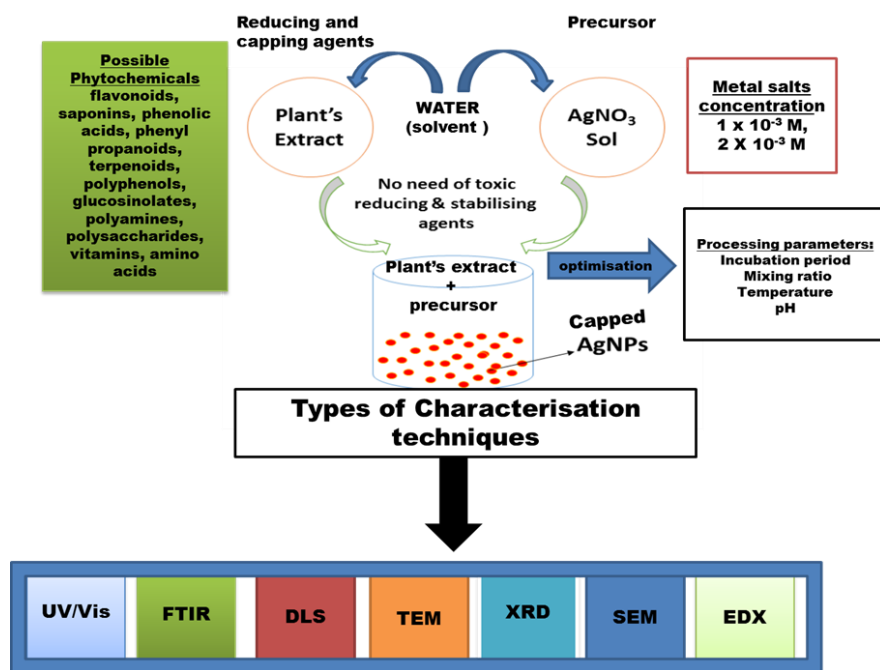 Reducing and
capping agents
Precursor
Possible
Phytochemicals
flavonoids,
saponins, phenolic
acids, phenyl
propanoids,
terpenoids,
polyphenols,
glucosinolates,
polyamines,
polysaccharides,
vitamins, amino
acids
Plant's
Extract
WATER
(solvent )
AgNO₃
Sol
Metal salts
concentration
1 x 10⁻³ M,
2 X 10⁻³ M
No need of toxic
reducing & stabilising
agents
Plant's extract
+
precursor
optimisation
Processing parameters:
Incubation period
Mixing ratio
Temperature
pH
Capped
AgNPs
Types of Characterisation
techniques
UV/Vis
FTIR
DLS
TEM
XRD
SEM
EDX